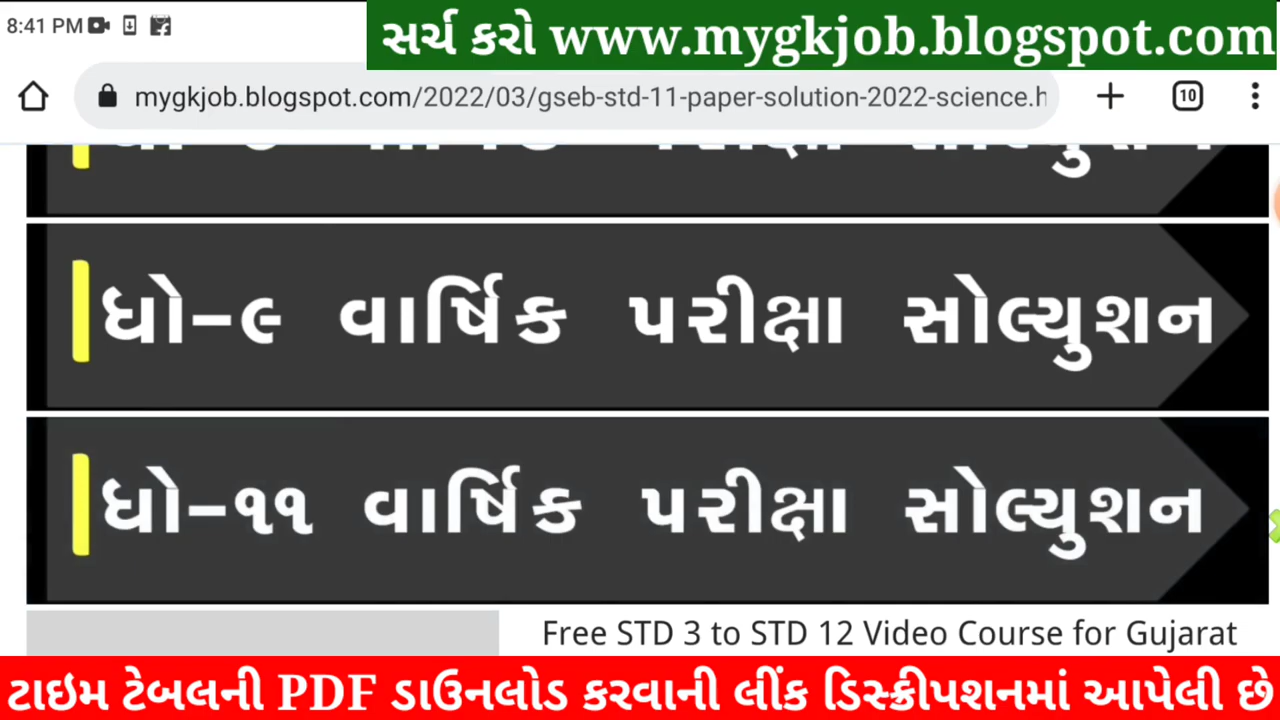 8:41 PM
સર્ચ કરો www.mygkjob.blogspot.com
mygkjob.blogspot.com/2022/03/gseb-std-11-paper-solution-2022-science.h
10
ધો-૯ વાર્ષિક પરીક્ષા સોલ્યુશન
ધો-૧૧ વાર્ષિક પરીક્ષા સોલ્યુશન
Free STD 3 to STD 12 Video Course for Gujarat
ટાઇમ ટેબલની PDF ડાઉનલોડ કરવાની લીંક ડિસ્ક્રીપશનમાં આપેલી છે